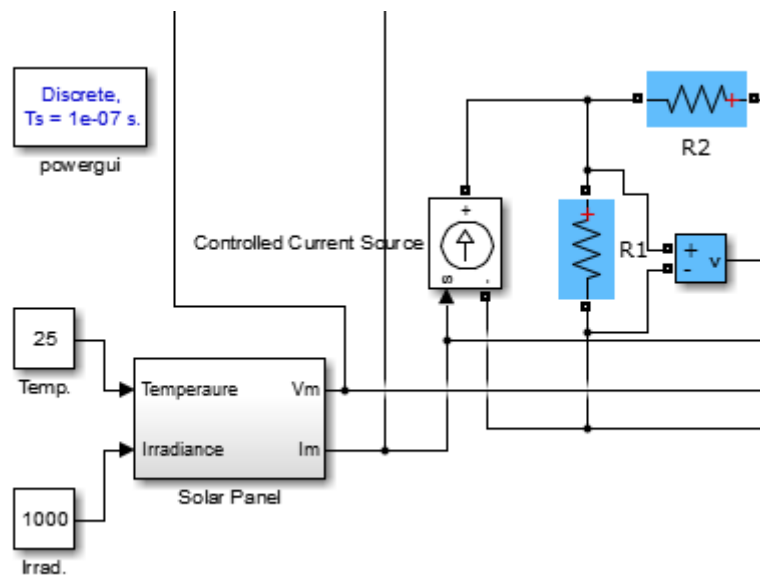 Discrete,
Ts = 1e-07 s.
powergui
R2
+
Controlled Current Source
+
s
-
+
R1
+
-
v
25
Temp.
Temperaure
Vm
Irradiance
Im
Solar Panel
1000
Irrad.